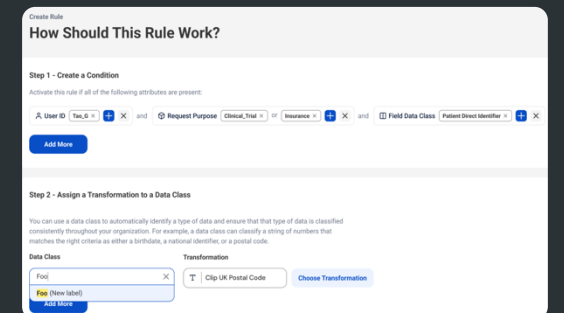 Create Rule
How Should This Rule Work?
Step 1 - Create a Condition
Activate this rule if all of the following attributes are present:
User ID Tao_G × + × and Request Purpose Clinical_Trial × or Insurance × + × and Field Data Class Patient Direct Identifier × + ×
Add More
Step 2 - Assign a Transformation to a Data Class
You can use a data class to automatically identify a type of data and ensure that that type of data is classified
consistently throughout your organization. For example, a data class can classify a string of numbers that
matches the right criteria as either a birthdate, a national identifier, or a postal code.
Data Class Transformation
Foo × T Clip UK Postal Code Choose Transformation
Foo (New label)
Add More